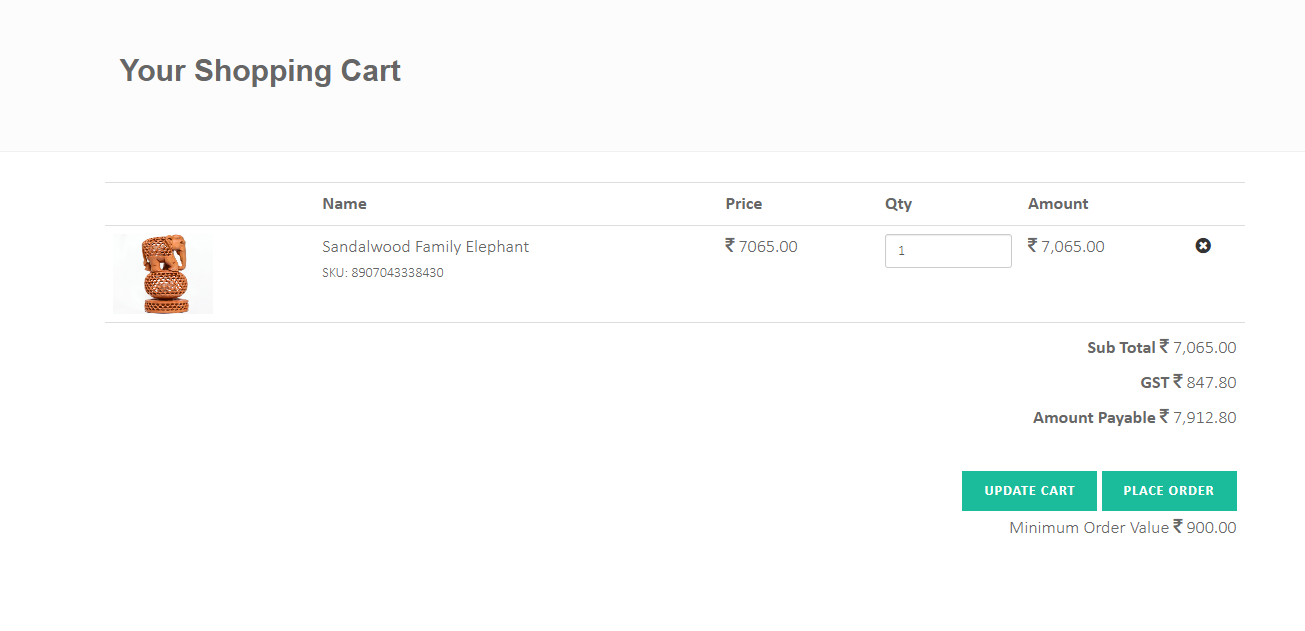 Your Shopping Cart
Name Price Qty Amount
Sandalwood Family Elephant ₹ 7065.00 1 ₹ 7,065.00
SKU: 8907043338430
Sub Total ₹ 7,065.00
GST ₹ 847.80
Amount Payable ₹ 7,912.80
UPDATE CART PLACE ORDER
Minimum Order Value ₹ 900.00